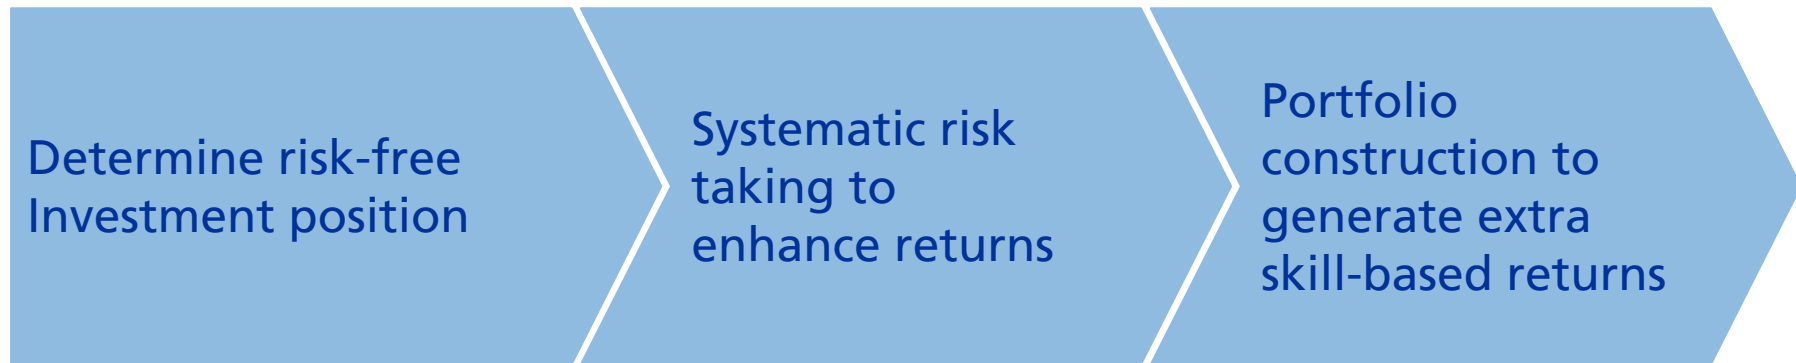 Determine risk-free
Investment position
Systematic risk
taking to
enhance returns
Portfolio
construction to
generate extra
skill-based returns